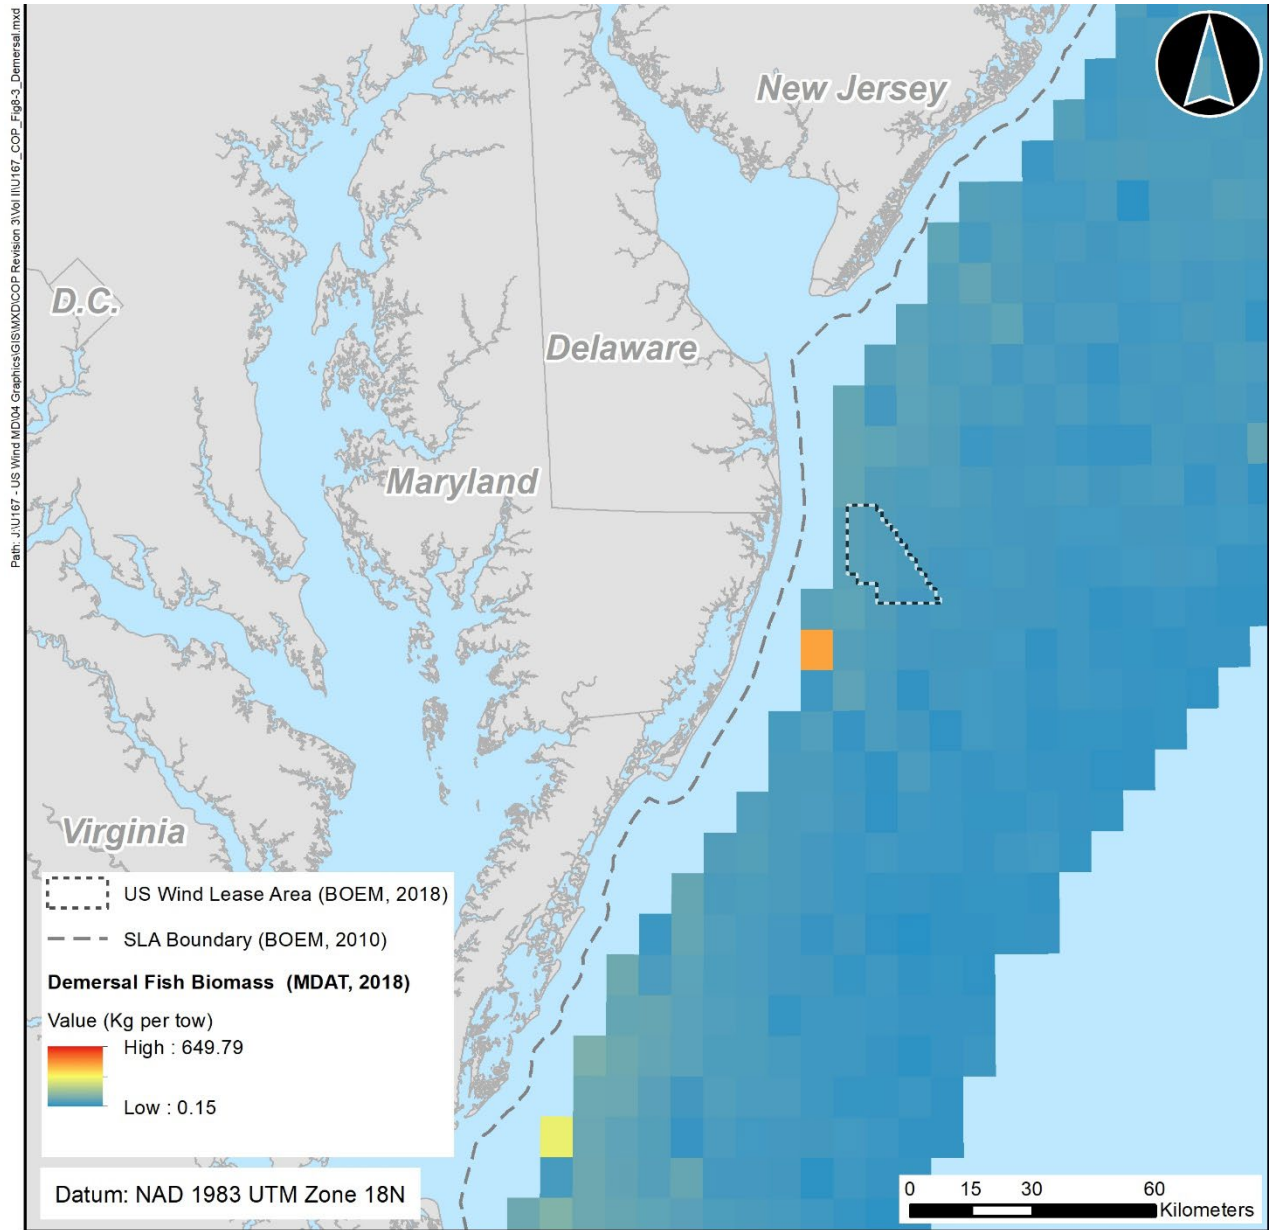 Path: J:\U167 - US Wind MD\04 Graphics\GIS\MXD\COP Revision 3\Vol II\U167_COP_Fig8-3_Demersal.mxd
New Jersey
D.C.
Delaware
Maryland
Virginia
US Wind Lease Area (BOEM, 2018)
SLA Boundary (BOEM, 2010)
Demersal Fish Biomass (MDAT, 2018)
Value (Kg per tow)
High : 649.79
Low : 0.15
Datum: NAD 1983 UTM Zone 18N
0 15 30 60
Kilometers